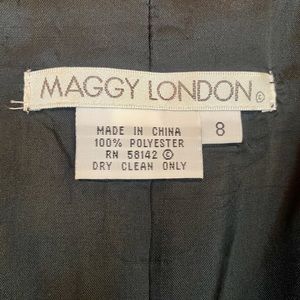 MAGGY LONDON ©
MADE IN CHINA
100% POLYESTER
RN 58142 ©
DRY CLEAN ONLY
8